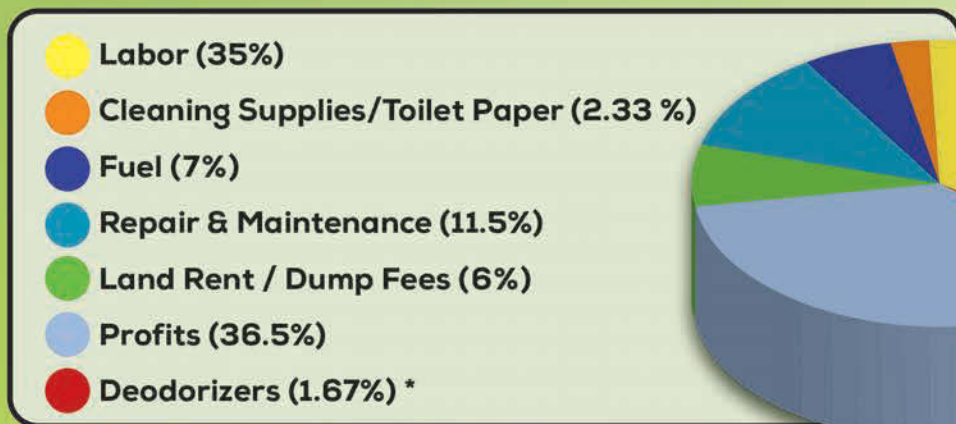 Labor (35%)
Cleaning Supplies/Toilet Paper (2.33 %)
Fuel (7%)
Repair & Maintenance (11.5%)
Land Rent / Dump Fees (6%)
Profits (36.5%)
Deodorizers (1.67%) *